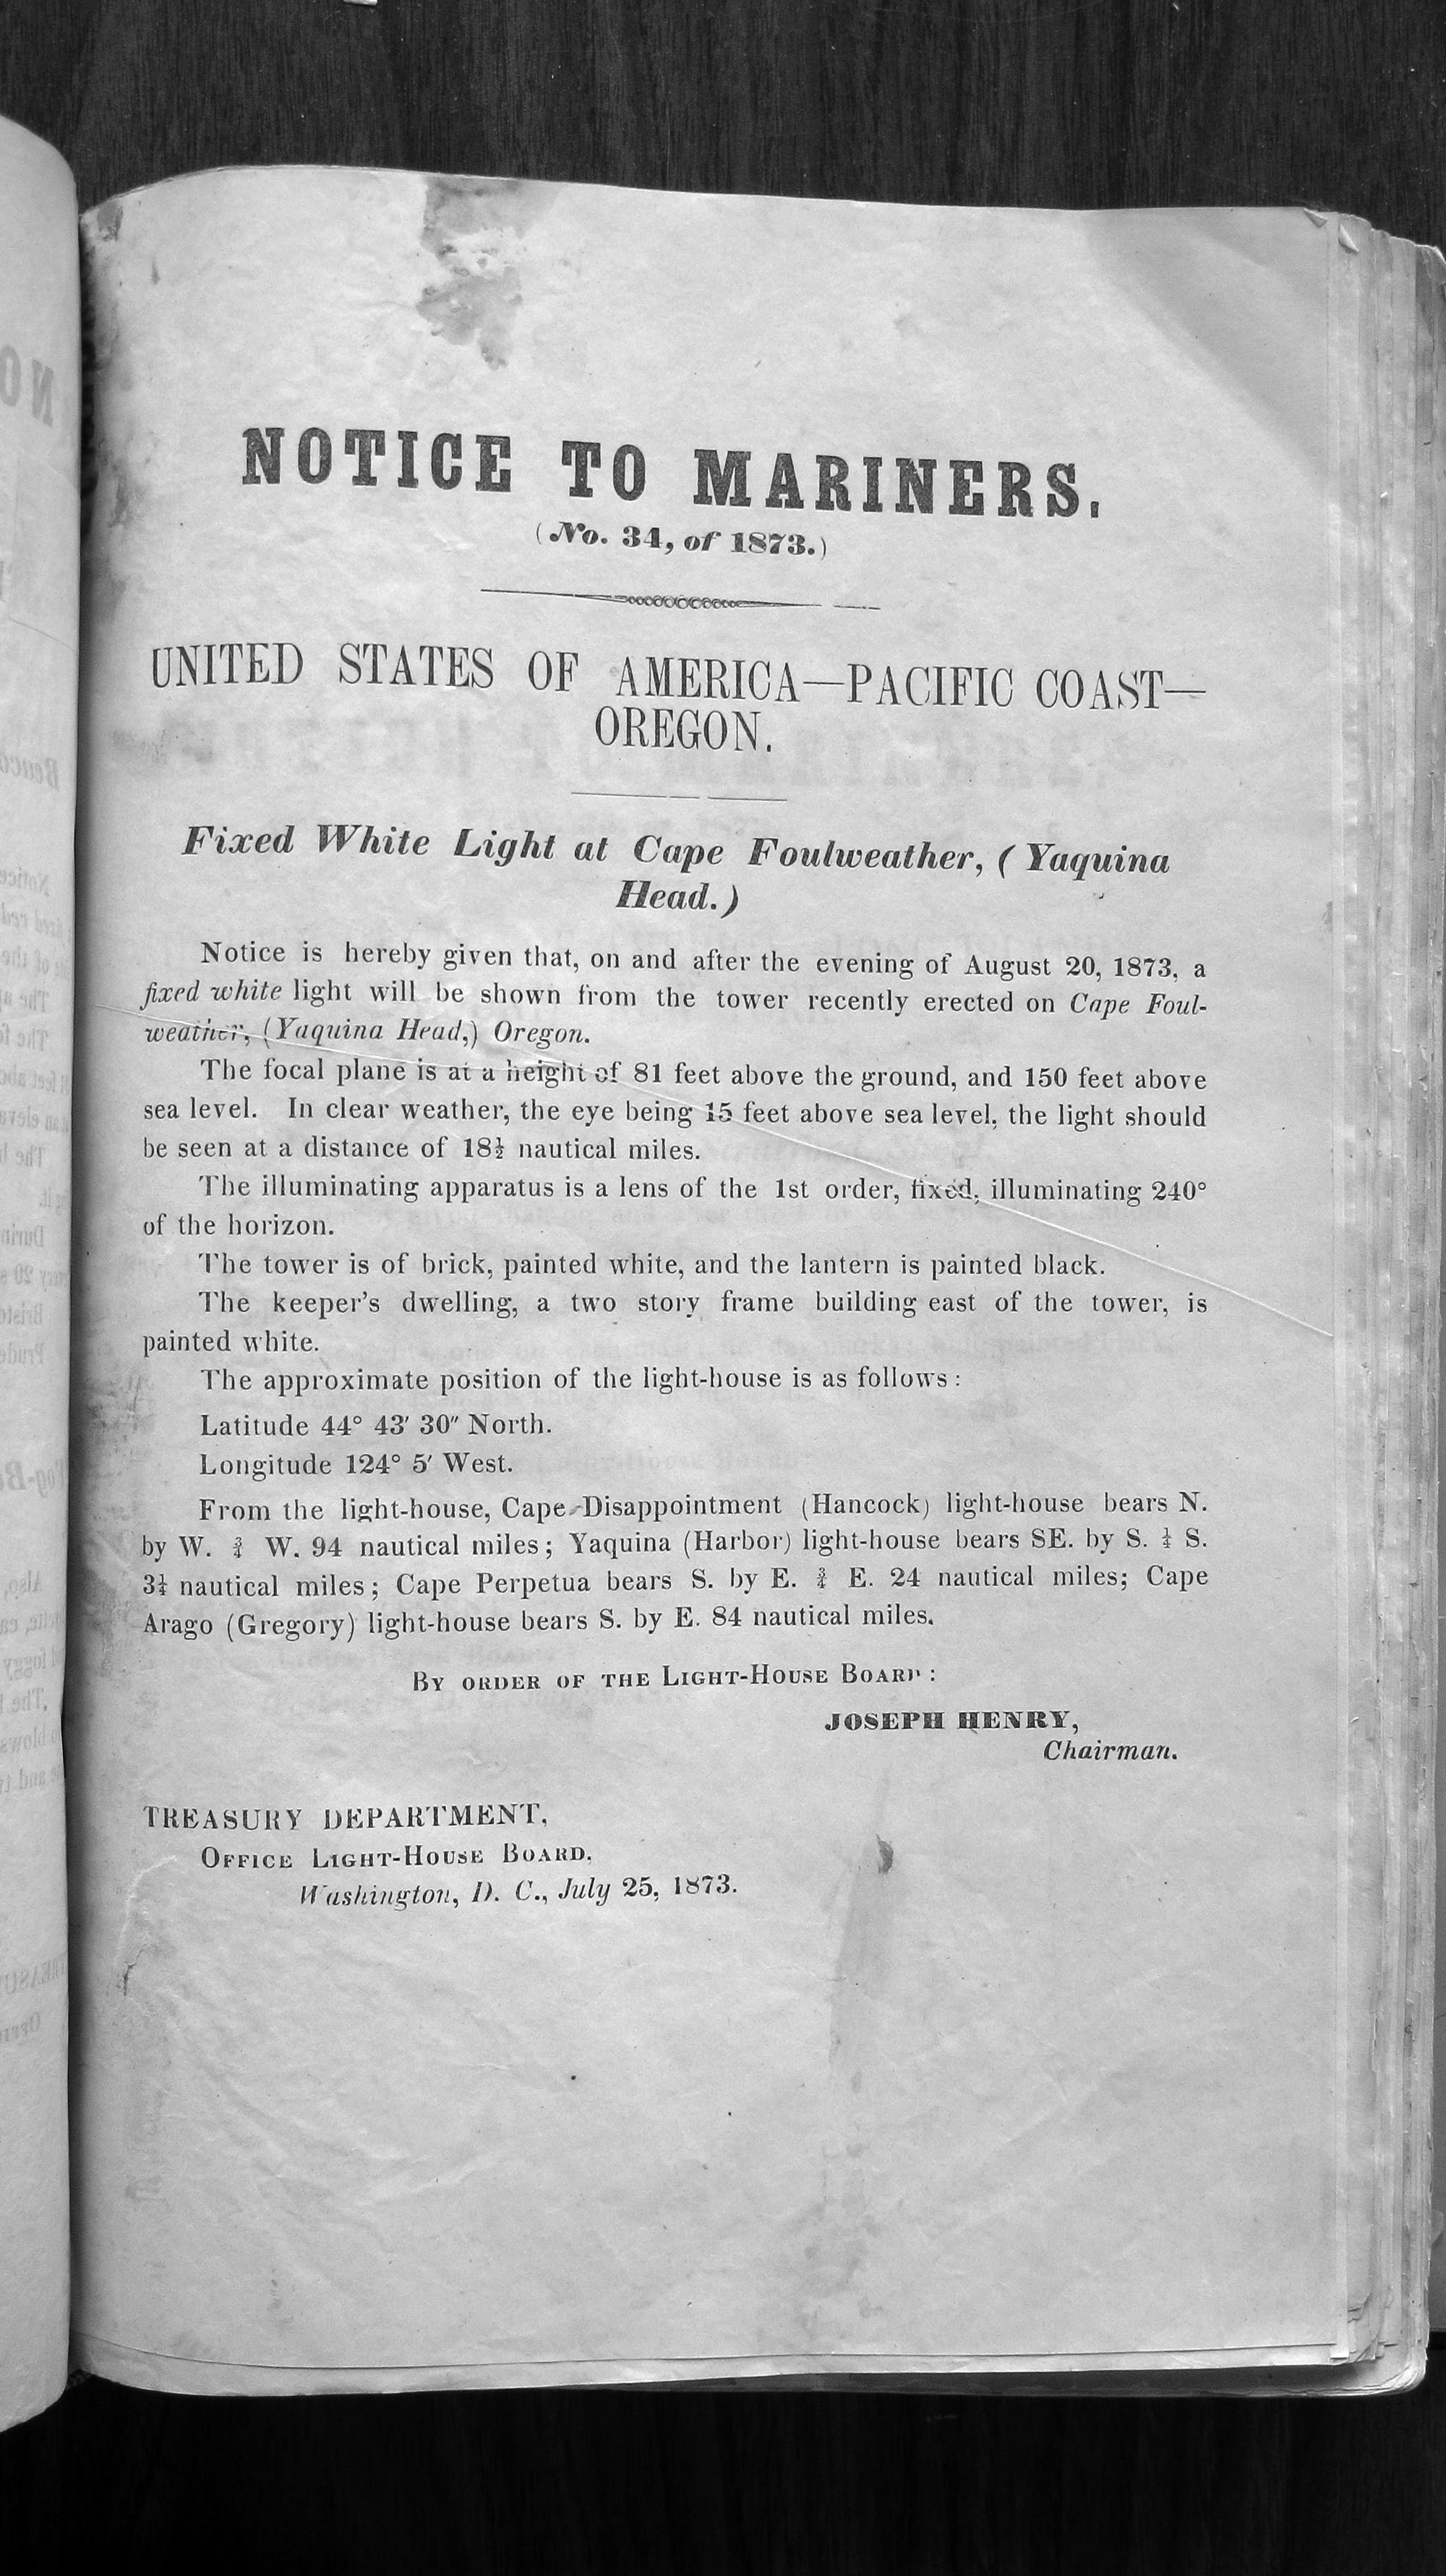 NOTICE TO MARINERS.
(No. 34, of 1873.)
UNITED STATES OF AMERICA—PACIFIC COAST—
OREGON.
Fixed White Light at Cape Foulweather, (Yaquina
Head.)
Notice is hereby given that, on and after the evening of August 20, 1873, a
fixed white light will be shown from the tower recently erected on Cape Foul-
weather, (Yaquina Head,) Oregon.
The focal plane is at a height of 81 feet above the ground, and 150 feet above
sea level. In clear weather, the eye being 15 feet above sea level, the light should
be seen at a distance of 18½ nautical miles.
The illuminating apparatus is a lens of the 1st order, fixed, illuminating 240°
of the horizon.
The tower is of brick, painted white, and the lantern is painted black.
The keeper's dwelling, a two story frame building east of the tower, is
painted white.
The approximate position of the light-house is as follows:
Latitude 44° 43′ 30″ North.
Longitude 124° 5′ West.
From the light-house, Cape Disappointment (Hancock) light-house bears N.
by W. ¾ W. 94 nautical miles; Yaquina (Harbor) light-house bears SE. by S. S.
nautical miles; Cape Perpetua bears S. by E. ¾ E. 24 nautical miles; Cape
Arago (Gregory) light-house bears S. by E. 84 nautical miles.
BY ORDER OF THE LIGHT-HOUSE BOARD:
JOSEPH HENRY,
Chairman.
TREASURY DEPARTMENT,
OFFICE LIGHT-HOUSE BOARD,
Washington, D. C., July 25, 1873.